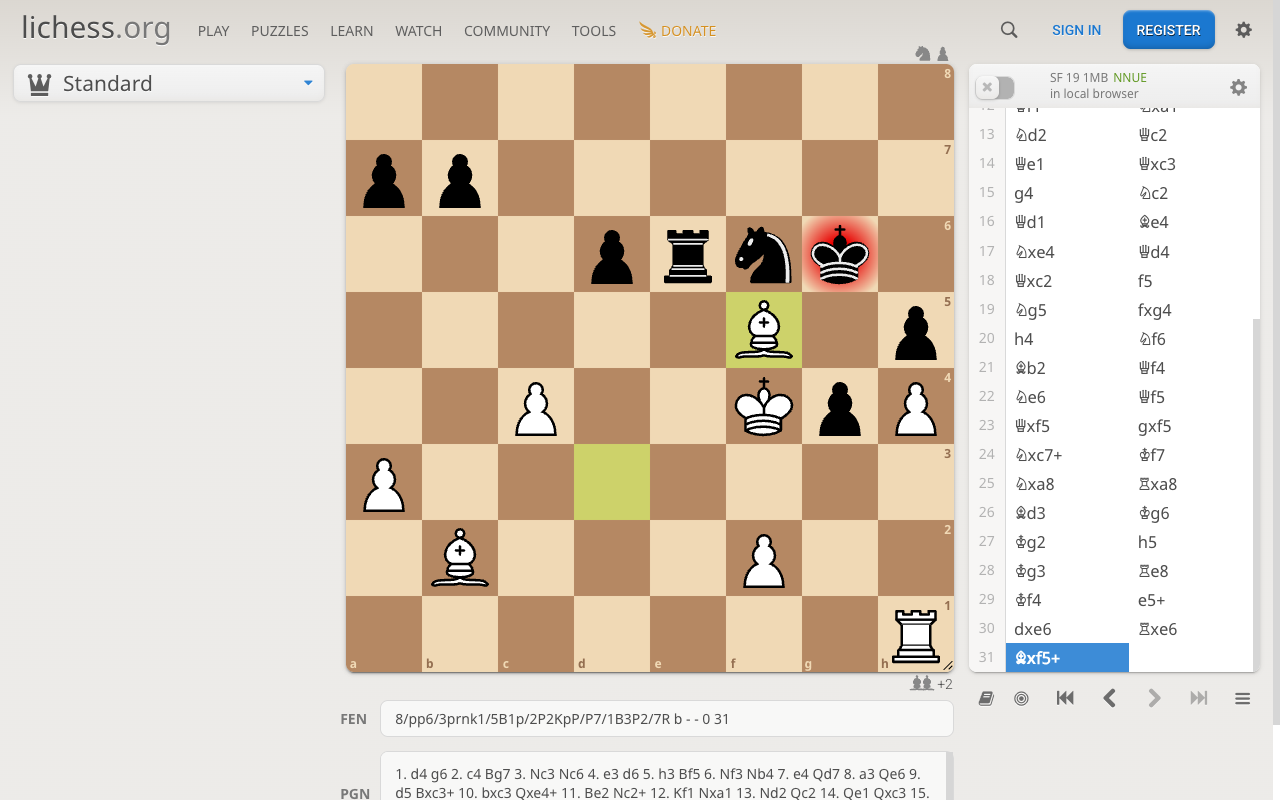 lichess.org PLAY PUZZLES LEARN WATCH COMMUNITY TOOLS DONATE SIGN IN REGISTER
Standard
SF 19 1MB NNUE
in local browser
13 ♘d2 ♕c2
14 ♕e1 ♕xc3
15 g4 ♘c2
16 ♕d1 ♗e4
17 ♘xe4 ♕d4
18 ♕xc2 f5
19 ♘g5 fxg4
20 h4 ♘f6
21 ♗b2 ♕f4
22 ♘e6 ♕f5
23 ♕xf5 gxf5
24 ♘xc7+ ♔f7
25 ♘xa8 ♖xa8
26 ♗d3 ♔g6
27 ♔g2 h5
28 ♔g3 ♖e8
29 ♔f4 e5+
30 dxe6 ♖xe6
31 ♗xf5+
8
7
6
5
4
3
2
1
a b c d e f g h
+2
FEN 8/pp6/3prnk1/5B1p/2P2KpP/P7/1B3P2/7R b - - 0 31
PGN 1. d4 g6 2. c4 Bg7 3. Nc3 Nc6 4. e3 d6 5. h3 Bf5 6. Nf3 Nb4 7. e4 Qd7 8. a3 Qe6 9.
d5 Bxc3+ 10. bxc3 Qxe4+ 11. Be2 Nc2+ 12. Kf1 Nxa1 13. Nd2 Qc2 14. Qe1 Qxc3 15.